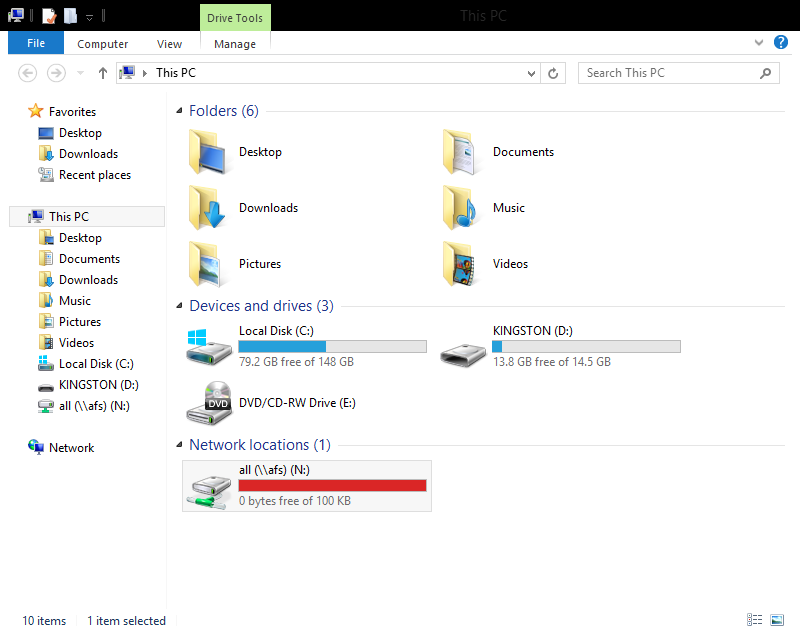 Drive Tools
This PC
File
Computer
View
Manage
This PC
Search This PC
Favorites
Desktop
Downloads
Recent places
This PC
Desktop
Documents
Downloads
Music
Pictures
Videos
Local Disk (C:)
KINGSTON (D:)
all (\\afs) (N:)
Network
Folders (6)
Desktop
Documents
Downloads
Music
Pictures
Videos
Devices and drives (3)
Local Disk (C:)
79.2 GB free of 148 GB
KINGSTON (D:)
13.8 GB free of 14.5 GB
DVD
DVD/CD-RW Drive (E:)
Network locations (1)
all (\\afs) (N:)
0 bytes free of 100 KB
10 items
1 item selected